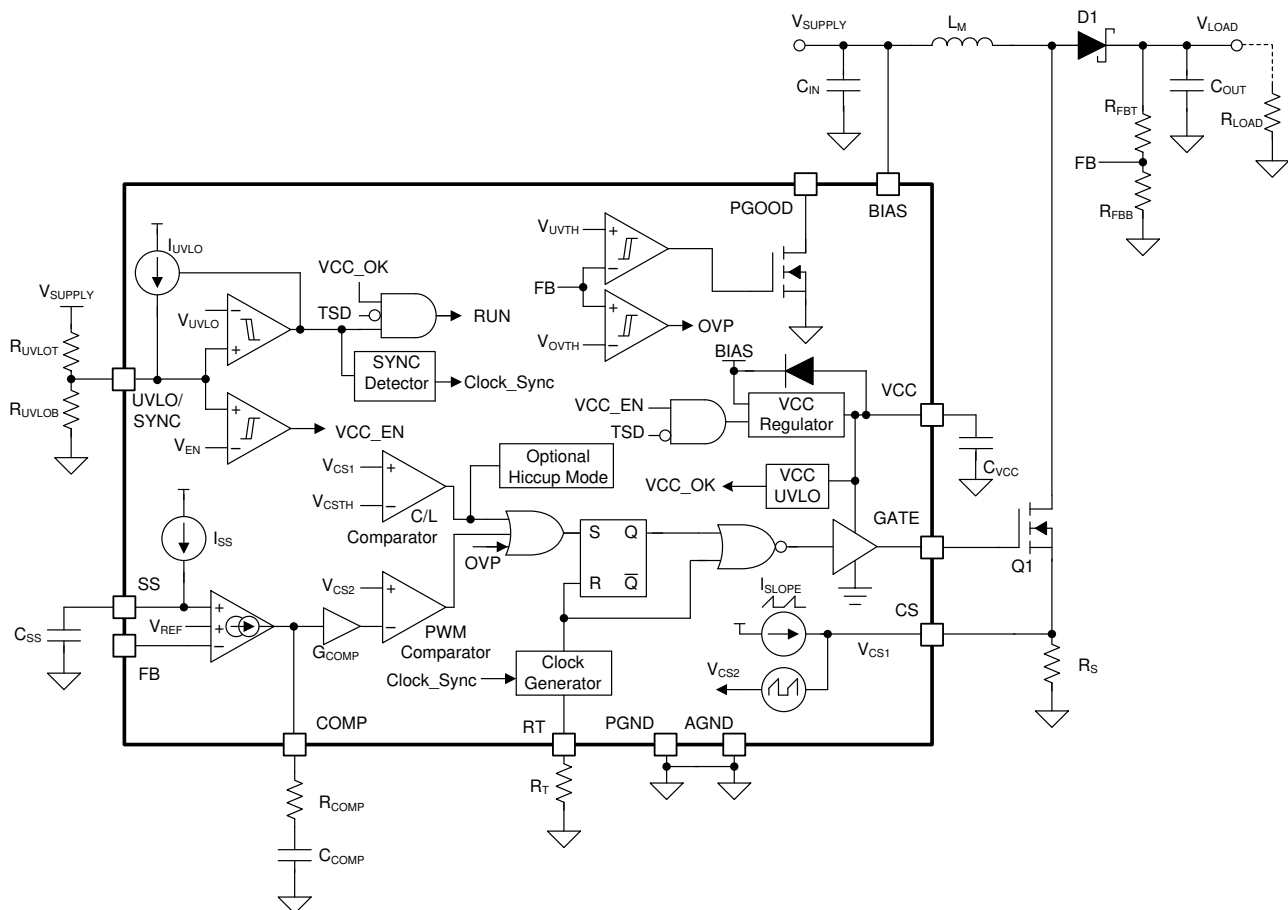 VSUPPLY
LM
D1
VLOAD
CIN
COUT
RFBT
RLOAD
FB
RFBB
PGOOD
BIAS
IUVLO
VUVTH
+
−
FB
+
−
VOVTH
OVP
VCC_OK
TSD
RUN
VSUPPLY
VUVLO
−
+
RUVLOT
SYNC
Detector
Clock_Sync
BIAS
UVLO/
SYNC
RUVLOB
+
−
VEN
VCC_EN
VCC_EN
TSD
VCC
Regulator
VCC
CVCC
VCS1
+
VCSTH
−
C/L
Comparator
Optional
Hiccup Mode
VCC_OK
VCC
UVLO
GATE
ISS
OVP
S
Q
R
Q
Q1
SS
CSS
+
VREF
+
−
FB
GCOMP
VCS2
+
−
PWM
Comparator
ISLOPE
CS
VCS1
VCS2
RS
Clock_Sync
Clock
Generator
COMP
RT
PGND
AGND
RT
RCOMP
CCOMP